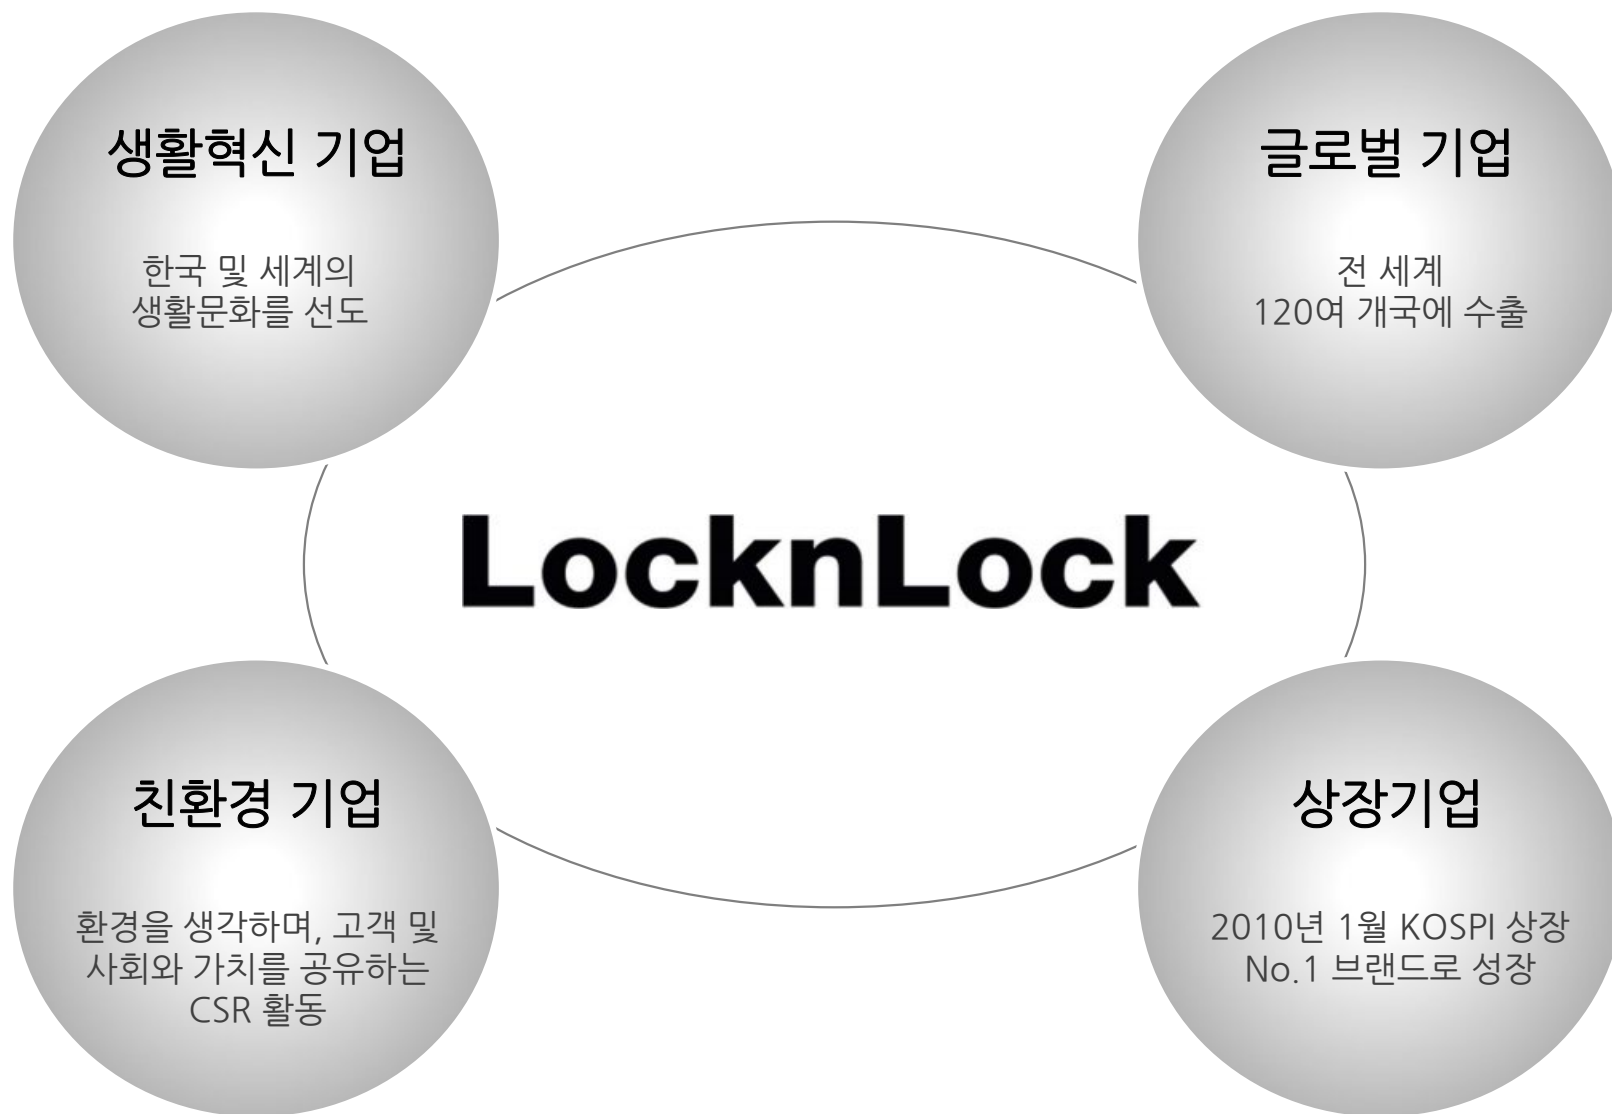 생활혁신 기업
한국 및 세계의
생활문화를 선도
글로벌 기업
전 세계
120여 개국에 수출
LocknLock
친환경 기업
환경을 생각하며, 고객 및
사회와 가치를 공유하는
CSR 활동
상장기업
2010년 1월 KOSPI 상장
No.1 브랜드로 성장